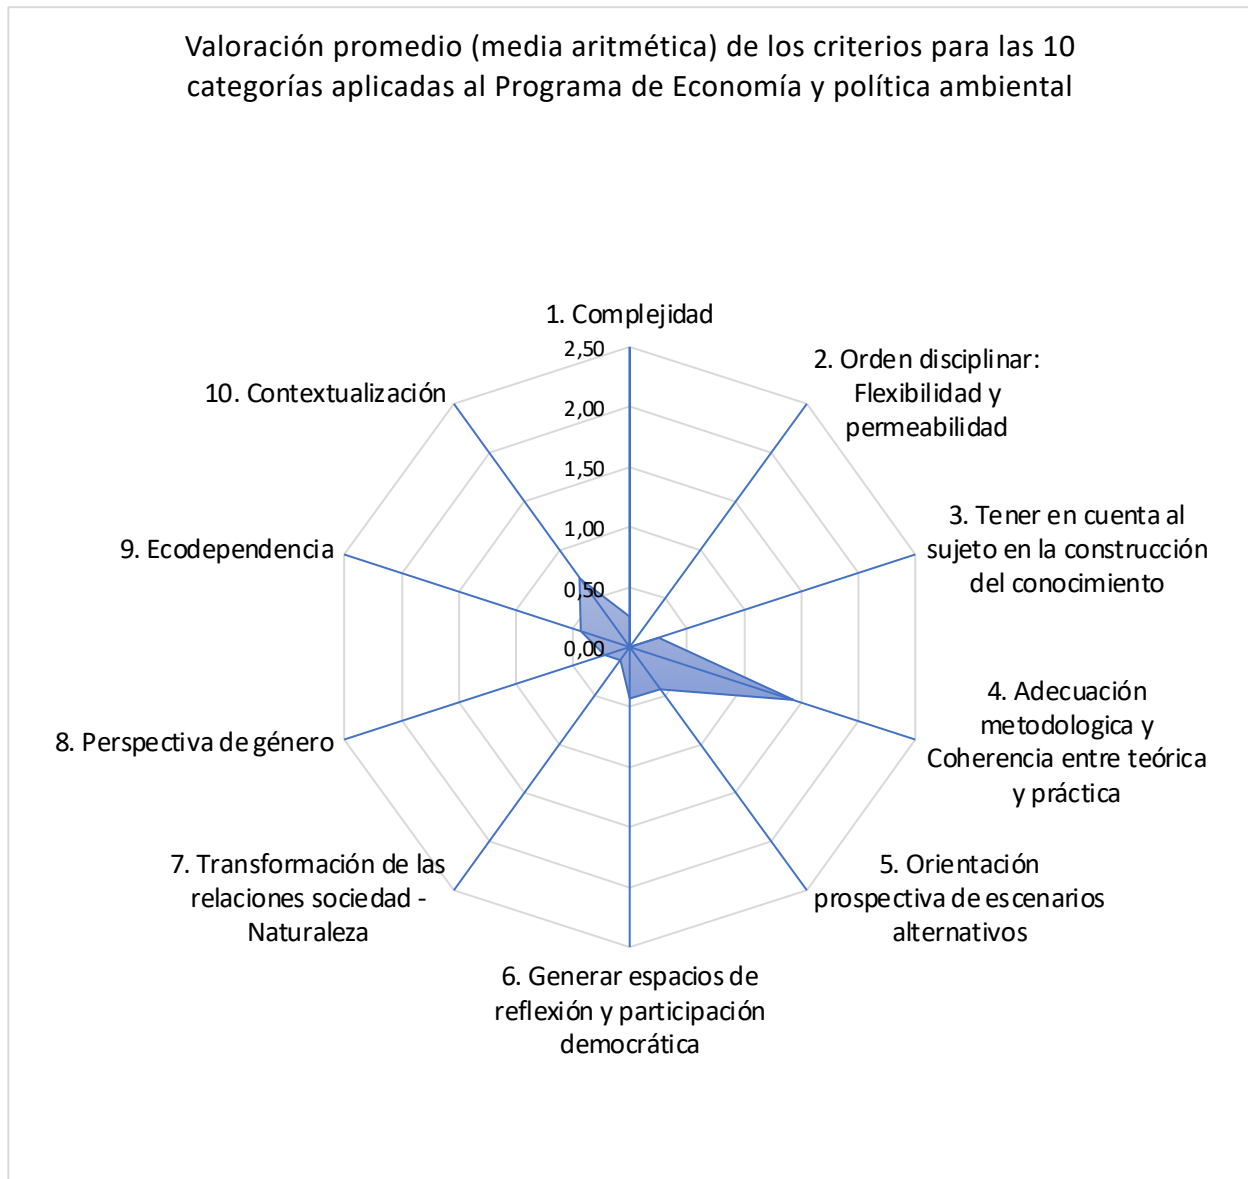 Valoración promedio (media aritmética) de los criterios para las 10
categorías aplicadas al Programa de Economía y política ambiental
1. Complejidad
2,50
2,00
1,50
1,00
0,50
0,00
2. Orden disciplinar:
Flexibilidad y
permeabilidad
3. Tener en cuenta al
sujeto en la construcción
del conocimiento
4. Adecuación
metodologica y
Coherencia entre teórica
y práctica
5. Orientación
prospectiva de escenarios
alternativos
6. Generar espacios de
reflexión y participación
democrática
7. Transformación de las
relaciones sociedad -
Naturaleza
8. Perspectiva de género
9. Ecodependencia
10. Contextualización